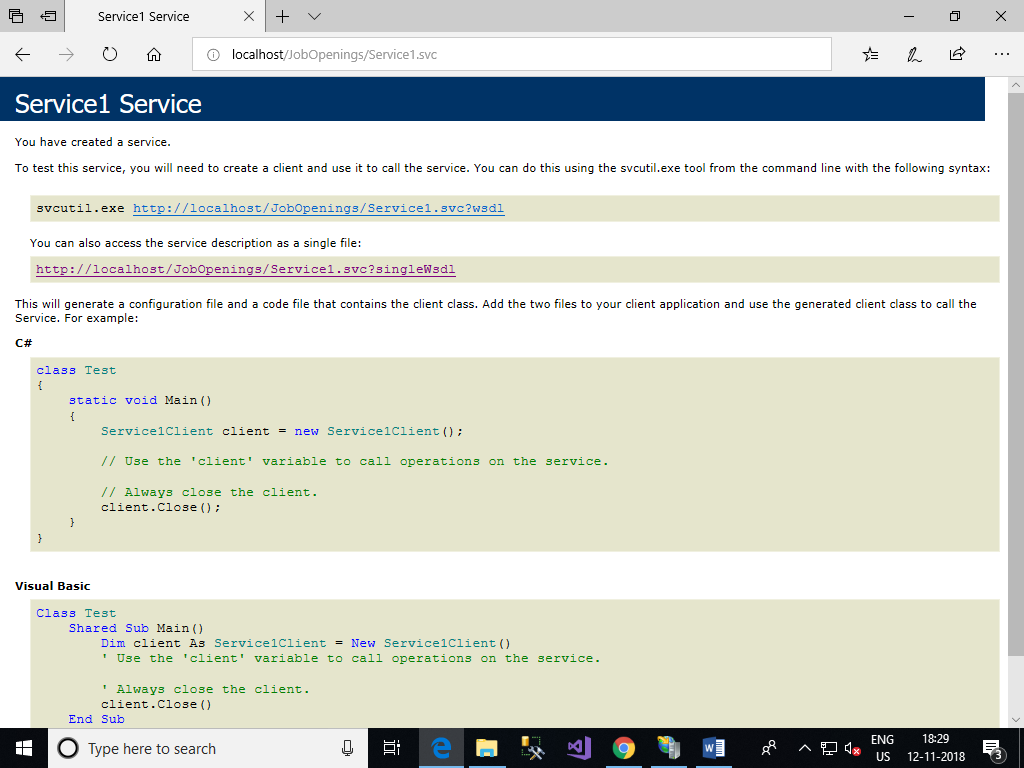 Service1 Service
localhost/JobOpenings/Service1.svc
Service1 Service
You have created a service.
To test this service, you will need to create a client and use it to call the service. You can do this using the svcutil.exe tool from the command line with the following syntax:
svcutil.exe http://localhost/JobOpenings/Service1.svc?wsdl
You can also access the service description as a single file:
http://localhost/JobOpenings/Service1.svc?singleWsdl
This will generate a configuration file and a code file that contains the client class. Add the two files to your client application and use the generated client class to call the
Service. For example:
C#
class Test
{
    static void Main()
    {
        Service1Client client = new Service1Client();
        // Use the 'client' variable to call operations on the service.
        // Always close the client.
        client.Close();
    }
}
Visual Basic
Class Test
    Shared Sub Main()
        Dim client As Service1Client = New Service1Client()
        ' Use the 'client' variable to call operations on the service.
        ' Always close the client.
        client.Close()
    End Sub
Type here to search
ENG
US
18:29
12-11-2018
3